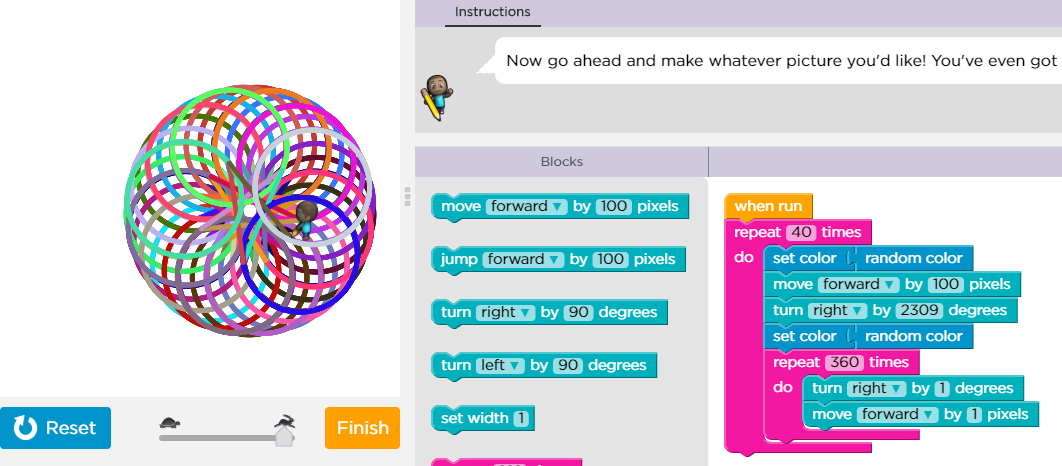 Instructions
Now go ahead and make whatever picture you'd like! You've even got
Blocks
move forward by 100 pixels
jump forward by 100 pixels
turn right by 90 degrees
turn left by 90 degrees
set width 1
when run
repeat 40 times
do set color random color
move forward by 100 pixels
turn right by 2309 degrees
set color random color
repeat 360 times
do turn right by 1 degrees
move forward by 1 pixels
Reset
Finish